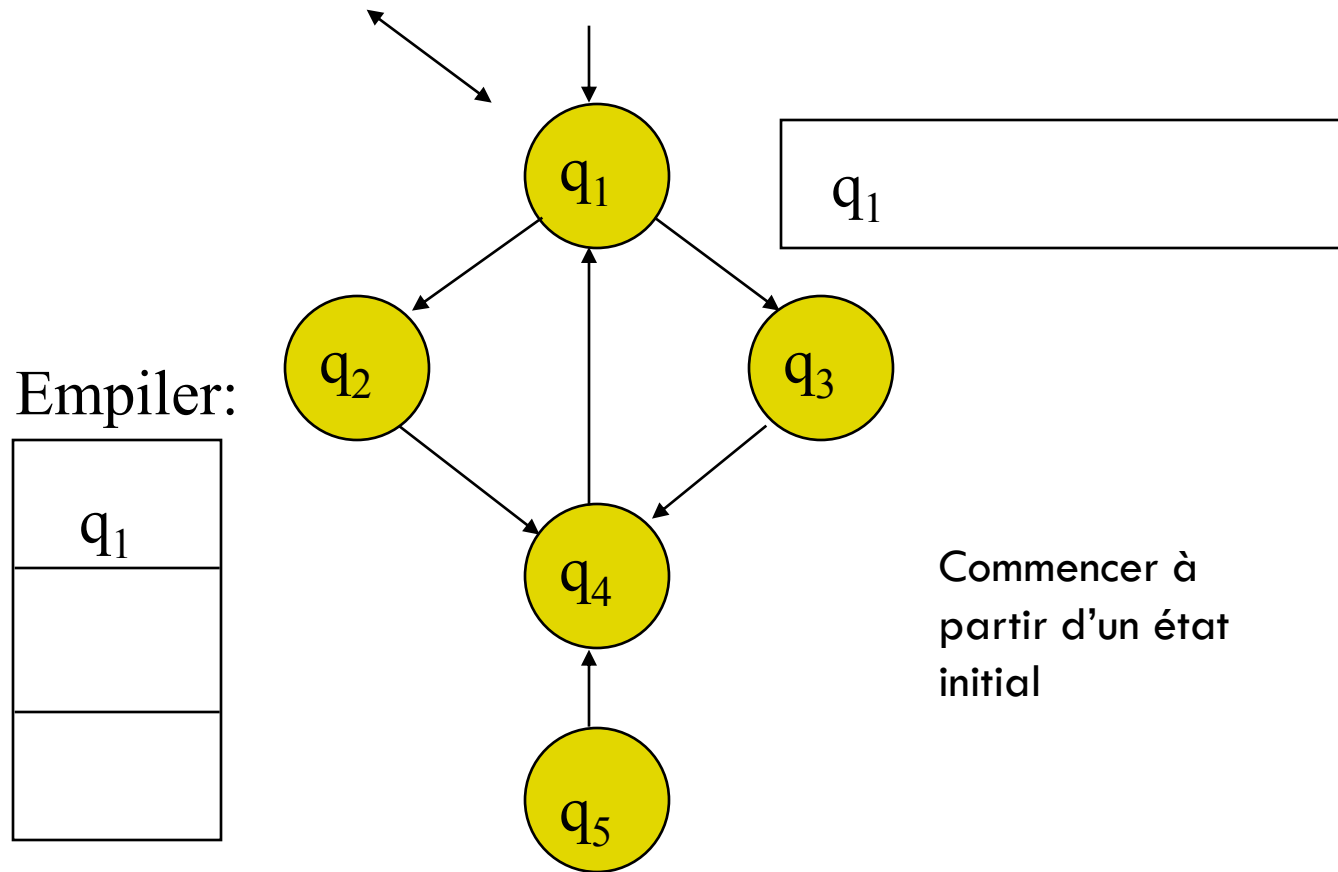 q₁
q₁
q₂
q₃
Empiler:
q₁
q₄
Commencer à
partir d’un état
initial
q₅